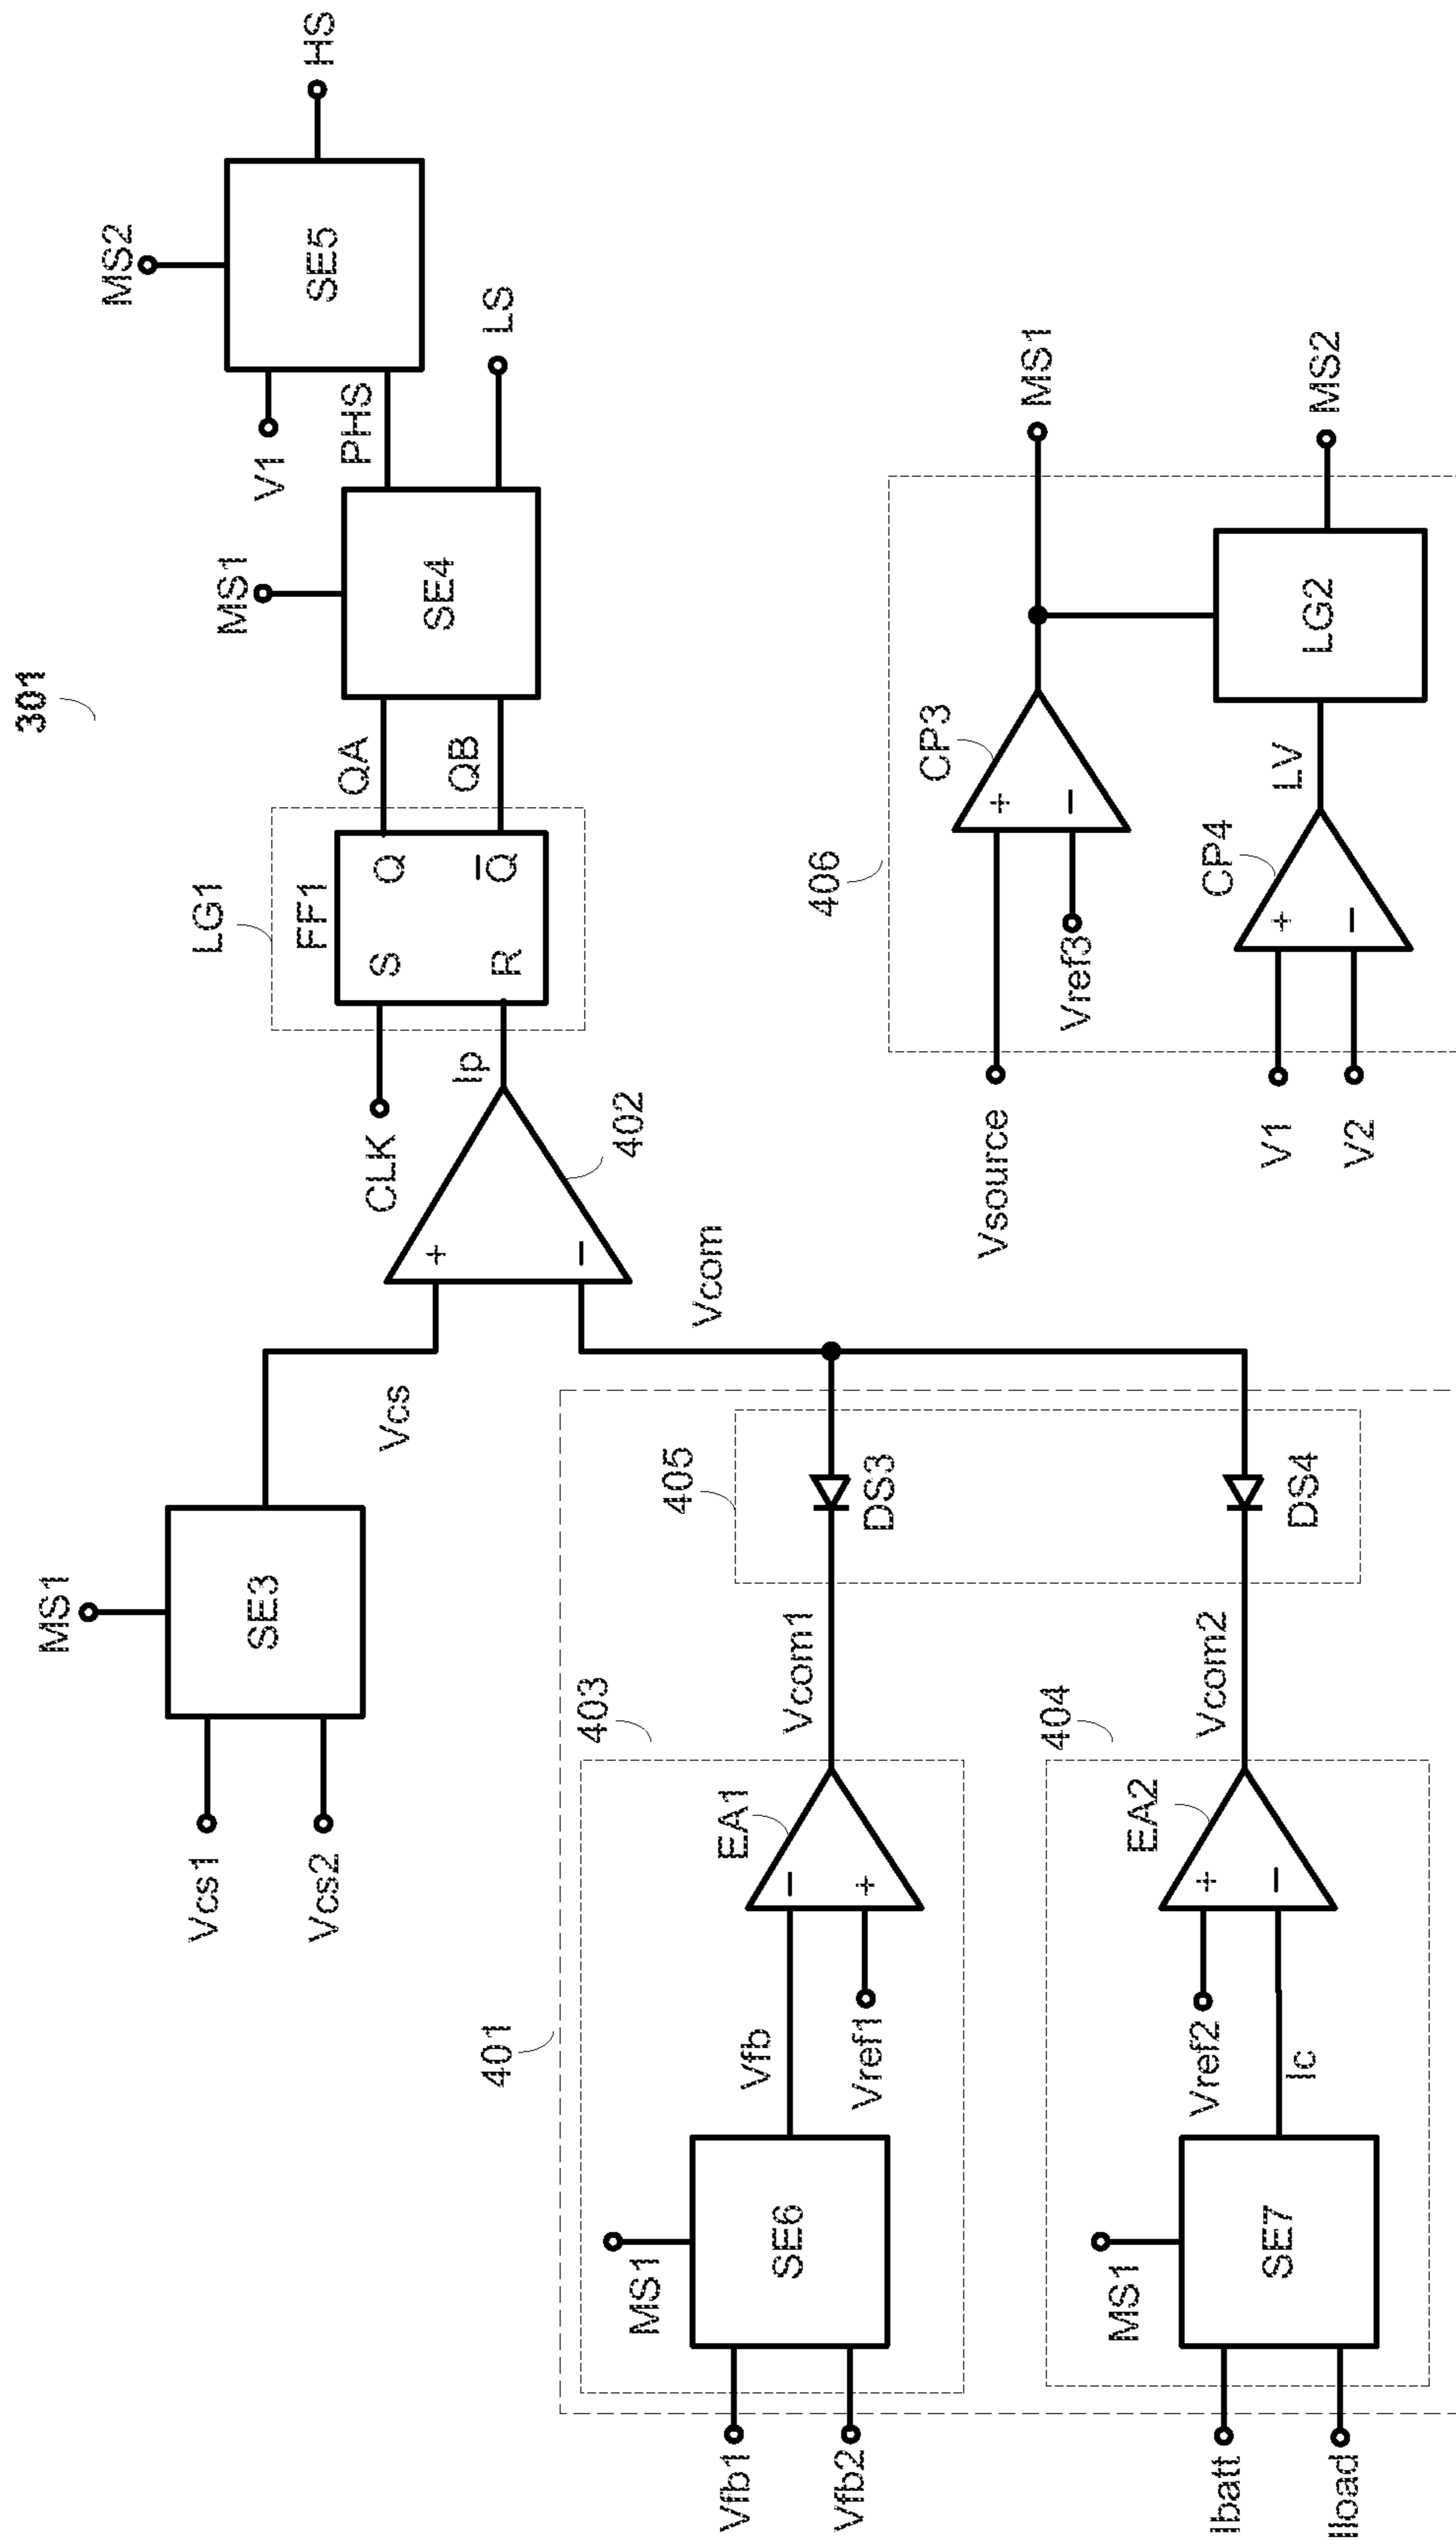 301
MS1
Vcs1
Vcs2
SE3
Vcs
+
−
402
Ip
CLK
LG1
FF1
S
Q
R
Q̅
QA
QB
MS1
SE4
PHS
LS
V1
MS2
SE5
HS
401
403
MS1
Vfb1
Vfb2
SE6
Vfb
Vref1
EA1
−
+
Vcom1
405
DS3
Vcom
404
MS1
Ibatt
Iload
SE7
Vref2
Ic
EA2
+
−
Vcom2
DS4
406
Vsource
Vref3
CP3
+
−
MS1
V1
V2
CP4
+
−
LV
LG2
MS2